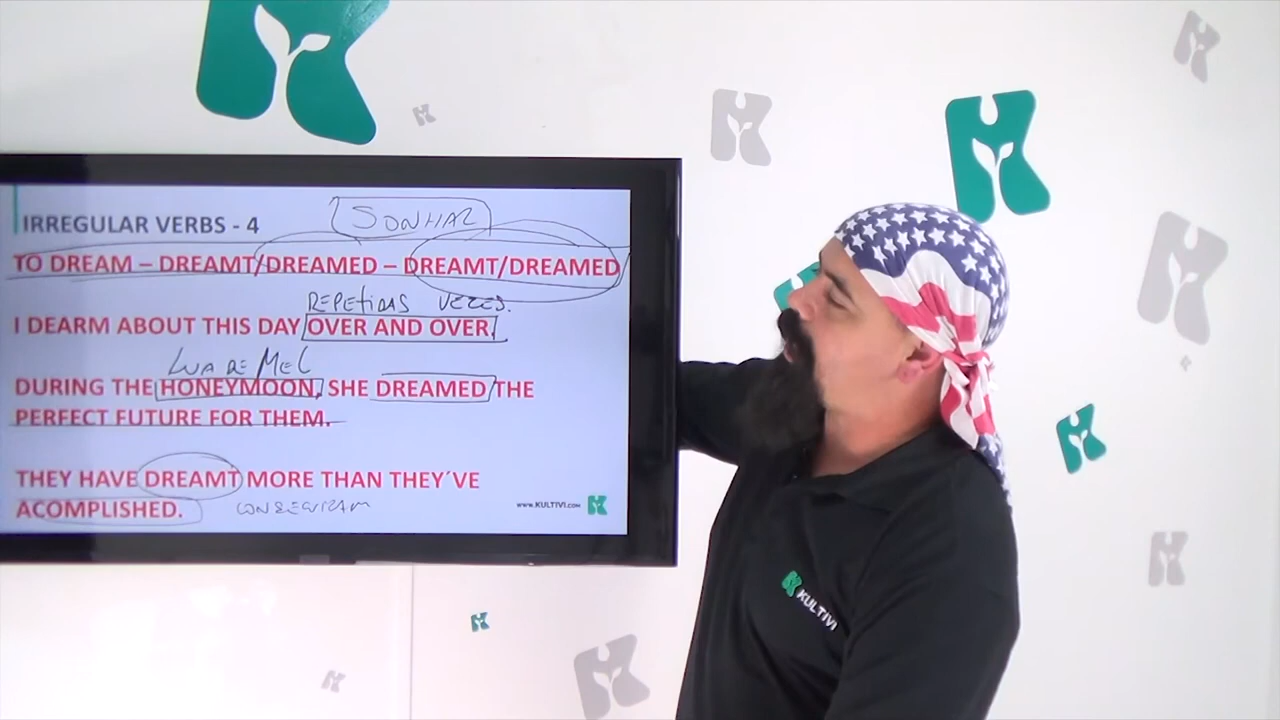 IRREGULAR VERBS - 4
SONHAR
TO DREAM – DREAMT/DREAMED – DREAMT/DREAMED
REPETIDAS VEZES.
I DEARM ABOUT THIS DAY OVER AND OVER.
LUA DE MEL
DURING THE HONEYMOON, SHE DREAMED THE
PERFECT FUTURE FOR THEM.
THEY HAVE DREAMT MORE THAN THEY´VE
ACOMPLISHED.
CONSEGUIRAM
www.KULTIVI.COM
KULTIVI